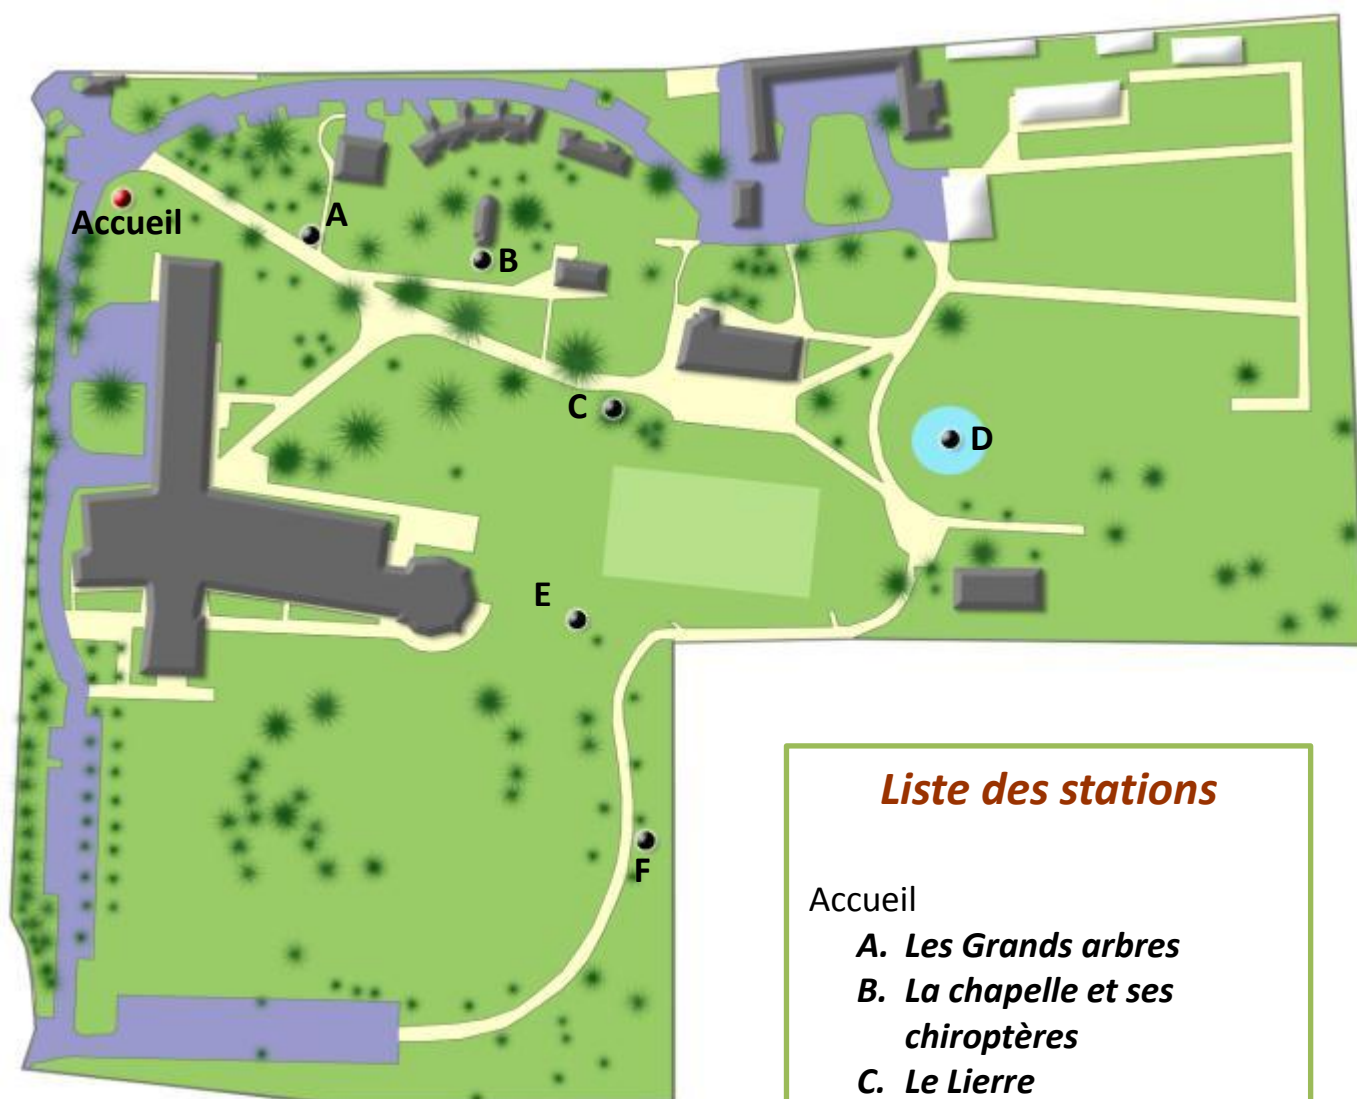 Accueil
A
B
C
D
E
F
Liste des stations
Accueil
A. Les Grands arbres
B. La chapelle et ses
chiroptères
C. Le Lierre